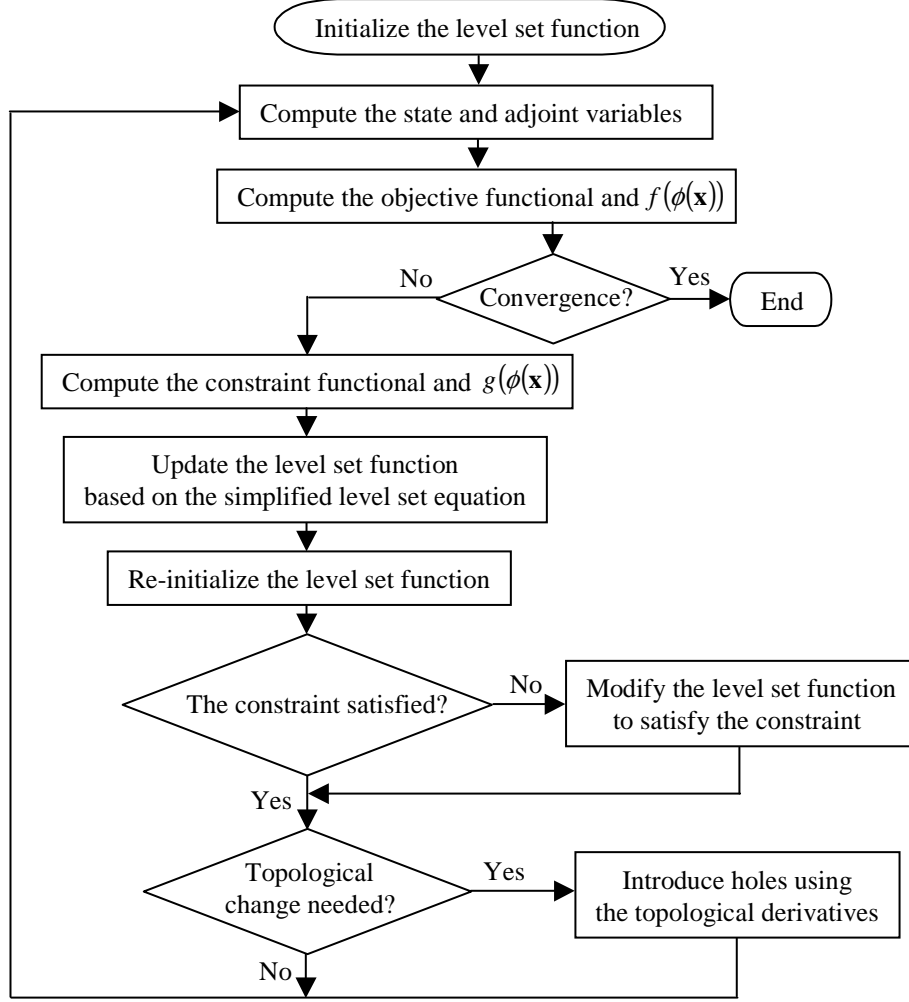 Initialize the level set function
Compute the state and adjoint variables
Compute the objective functional and f(ϕ(x))
No
Yes
Convergence?
End
Compute the constraint functional and g(ϕ(x))
Update the level set function
based on the simplified level set equation
Re-initialize the level set function
The constraint satisfied?
No
Modify the level set function
to satisfy the constraint
Yes
Topological
change needed?
Yes
Introduce holes using
the topological derivatives
No